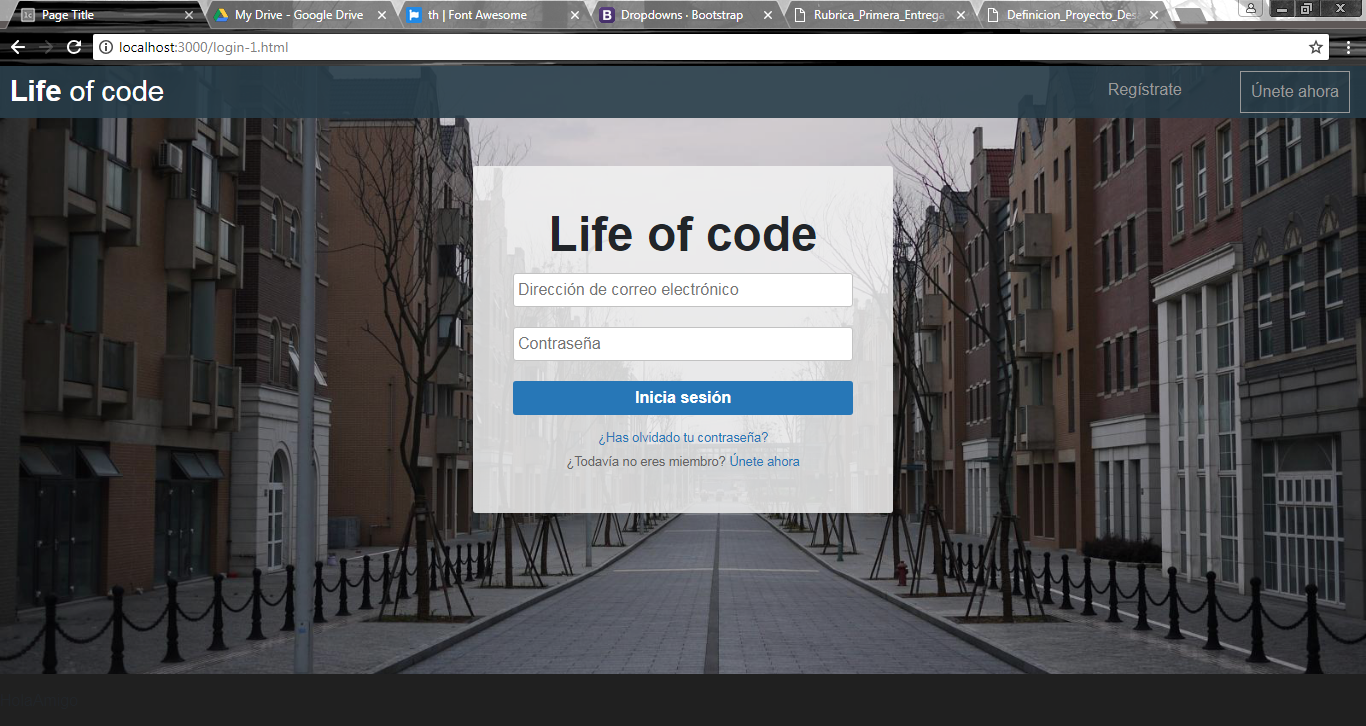 Page Title
My Drive - Google Drive
th | Font Awesome
Dropdowns · Bootstrap
Rubrica_Primera_Entrega
Definicion_Proyecto_Des
localhost:3000/login-1.html
Life of code
Regístrate
Únete ahora
Life of code
Dirección de correo electrónico
Contraseña
Inicia sesión
¿Has olvidado tu contraseña?
¿Todavía no eres miembro? Únete ahora